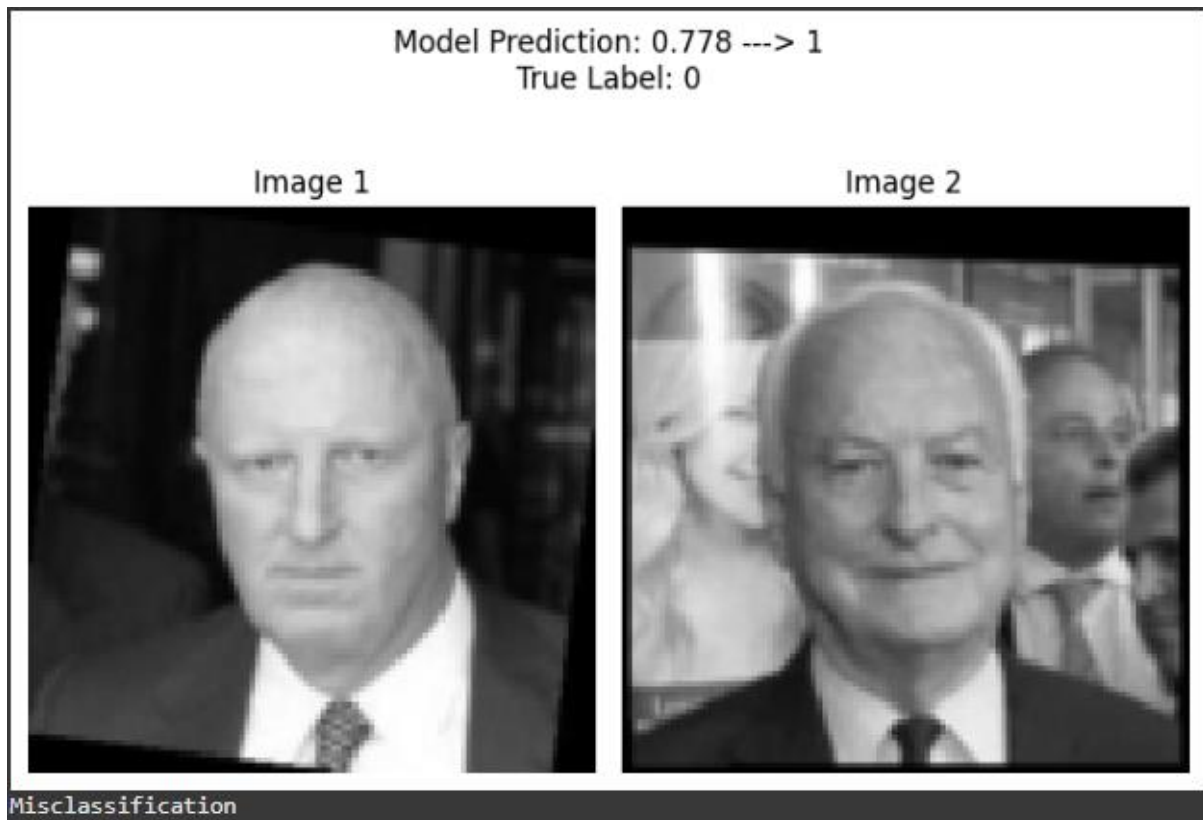 Model Prediction: 0.778 ---> 1
True Label: 0
Image 1
Image 2
Misclassification